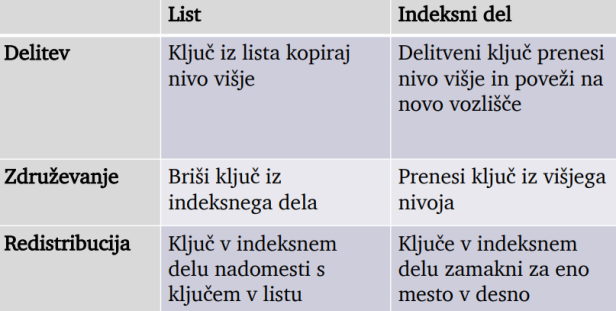 List
Indeksni del
Delitev
Ključ iz lista kopiraj
nivo višje
Delitveni ključ prenesi
nivo višje in poveži na
novo vozlišče
Združevanje
Briši ključ iz
indeksnega dela
Prenesi ključ iz višjega
nivoja
Redistribucija
Ključ v indeksnem
delu nadomesti s
ključem v listu
Ključe v indeksnem
delu zamakni za eno
mesto v desno